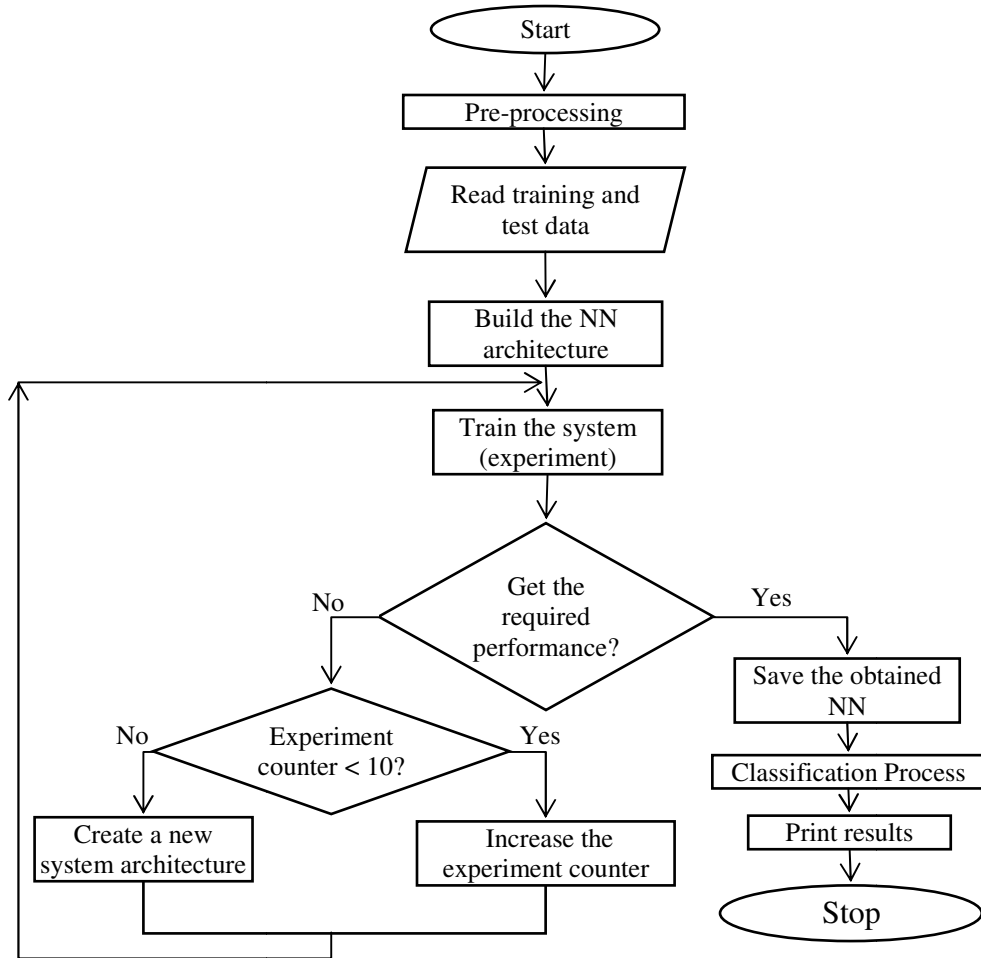 Start
Pre-processing
Read training and
test data
Build the NN
architecture
Train the system
(experiment)
Get the
required
performance?
No
Yes
Save the obtained
NN
Experiment
counter < 10?
No
Yes
Classification Process
Create a new
system architecture
Increase the
experiment counter
Print results
Stop